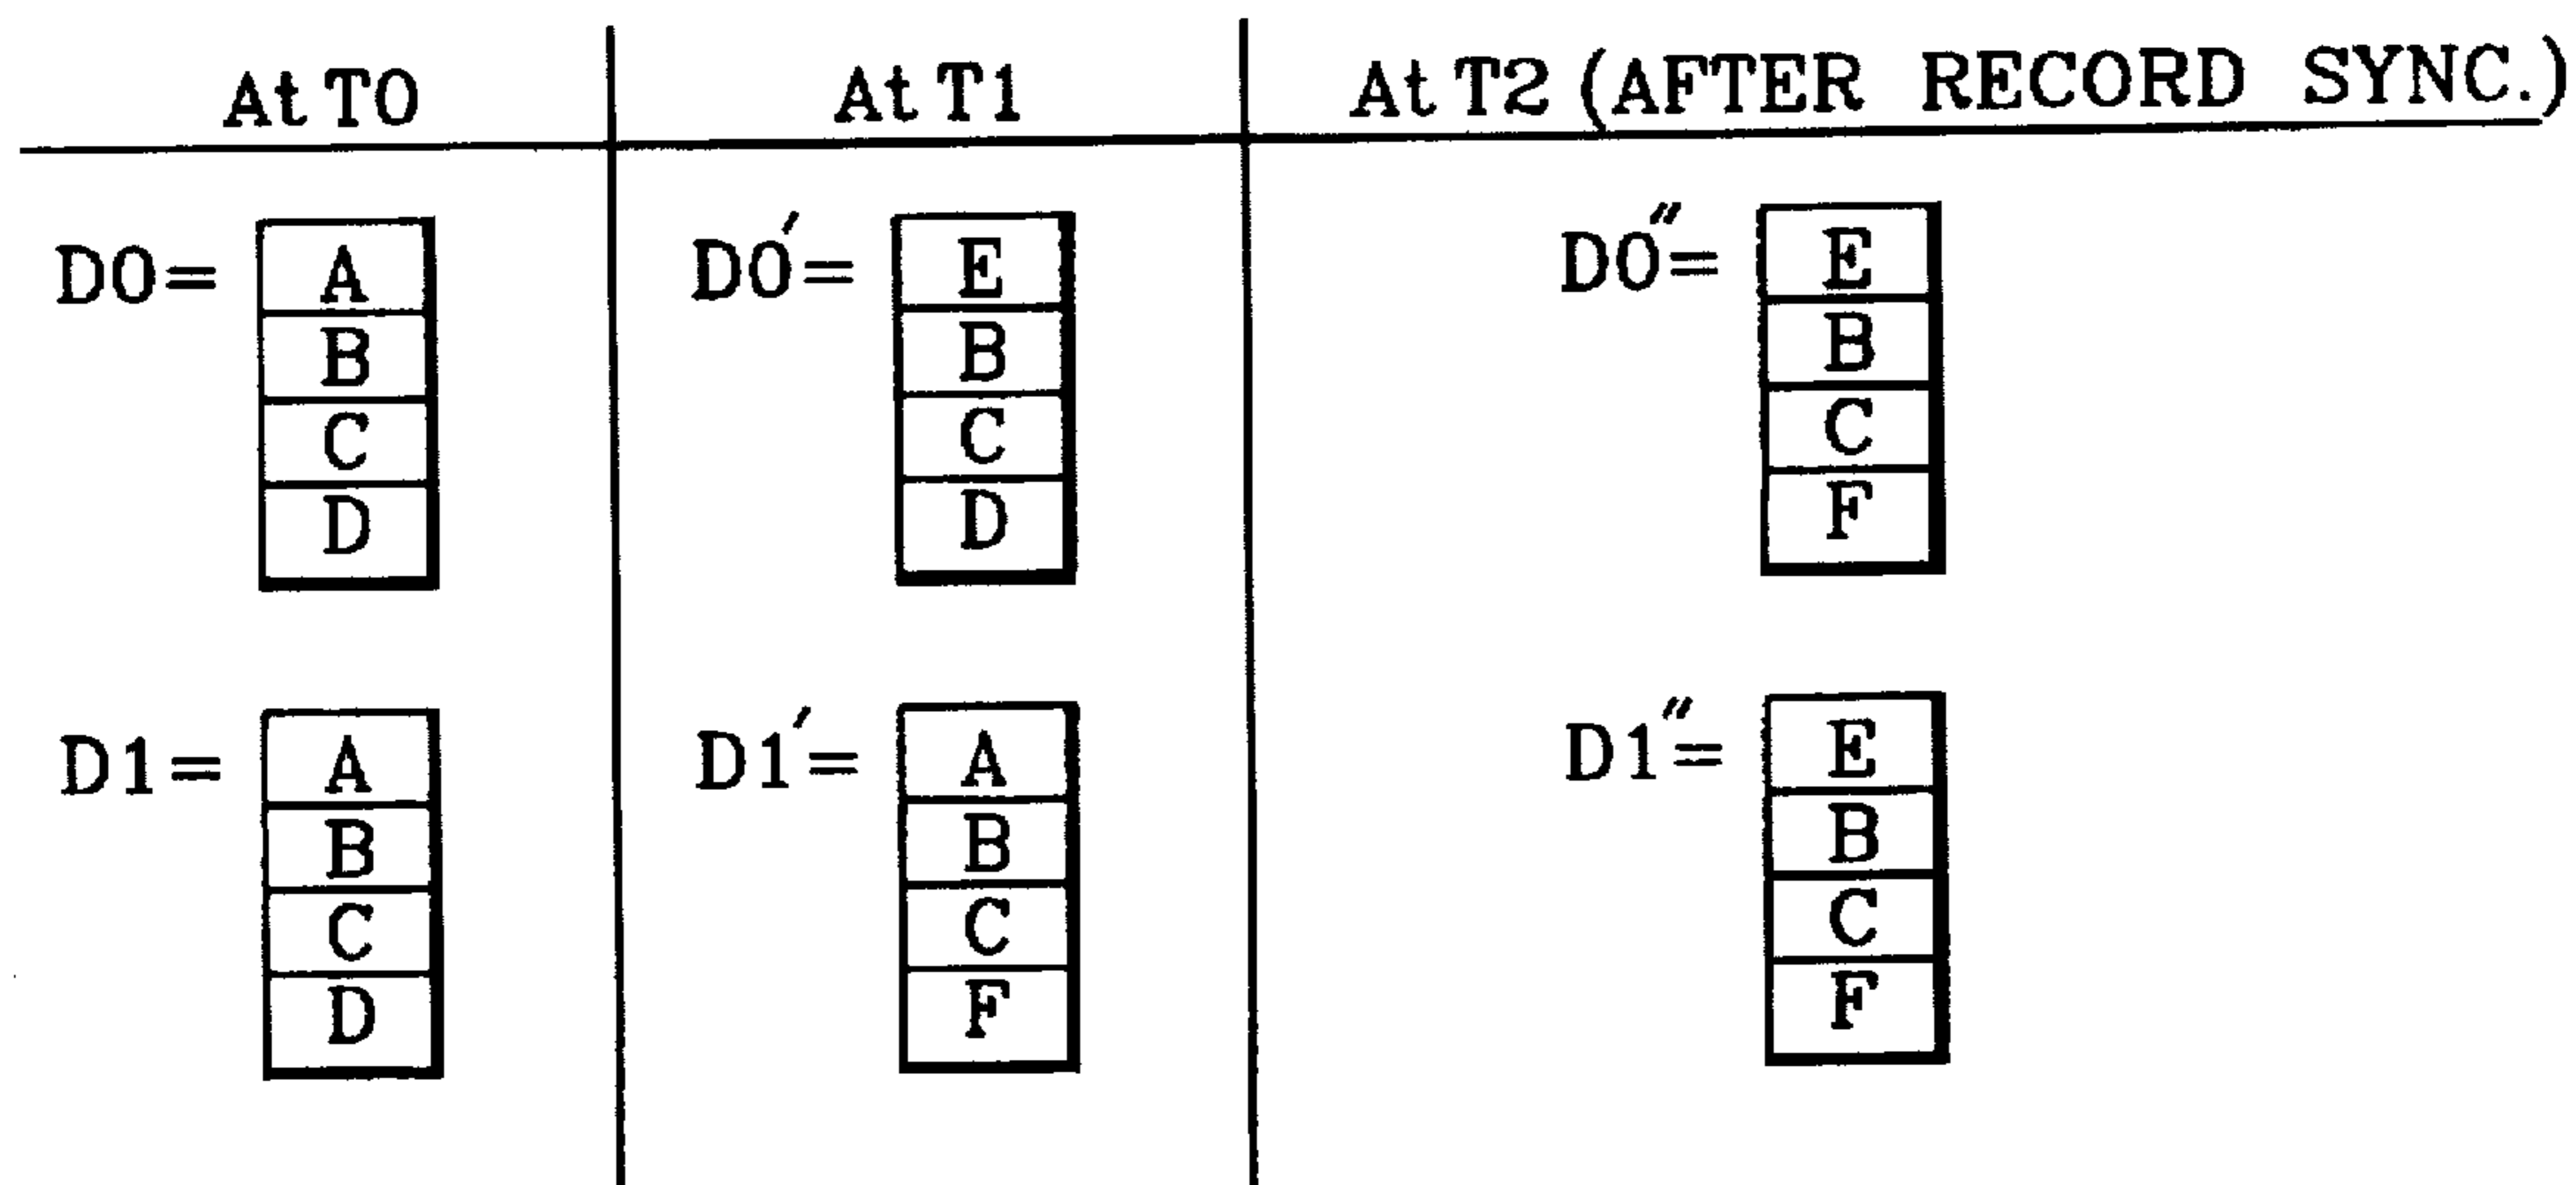 At T0 At T1 At T2 (AFTER RECORD SYNC.)
D0= A D0′= E D0″= E
B B B
C C C
D D F
D1= A D1′= A D1″= E
B B B
C C C
D F F